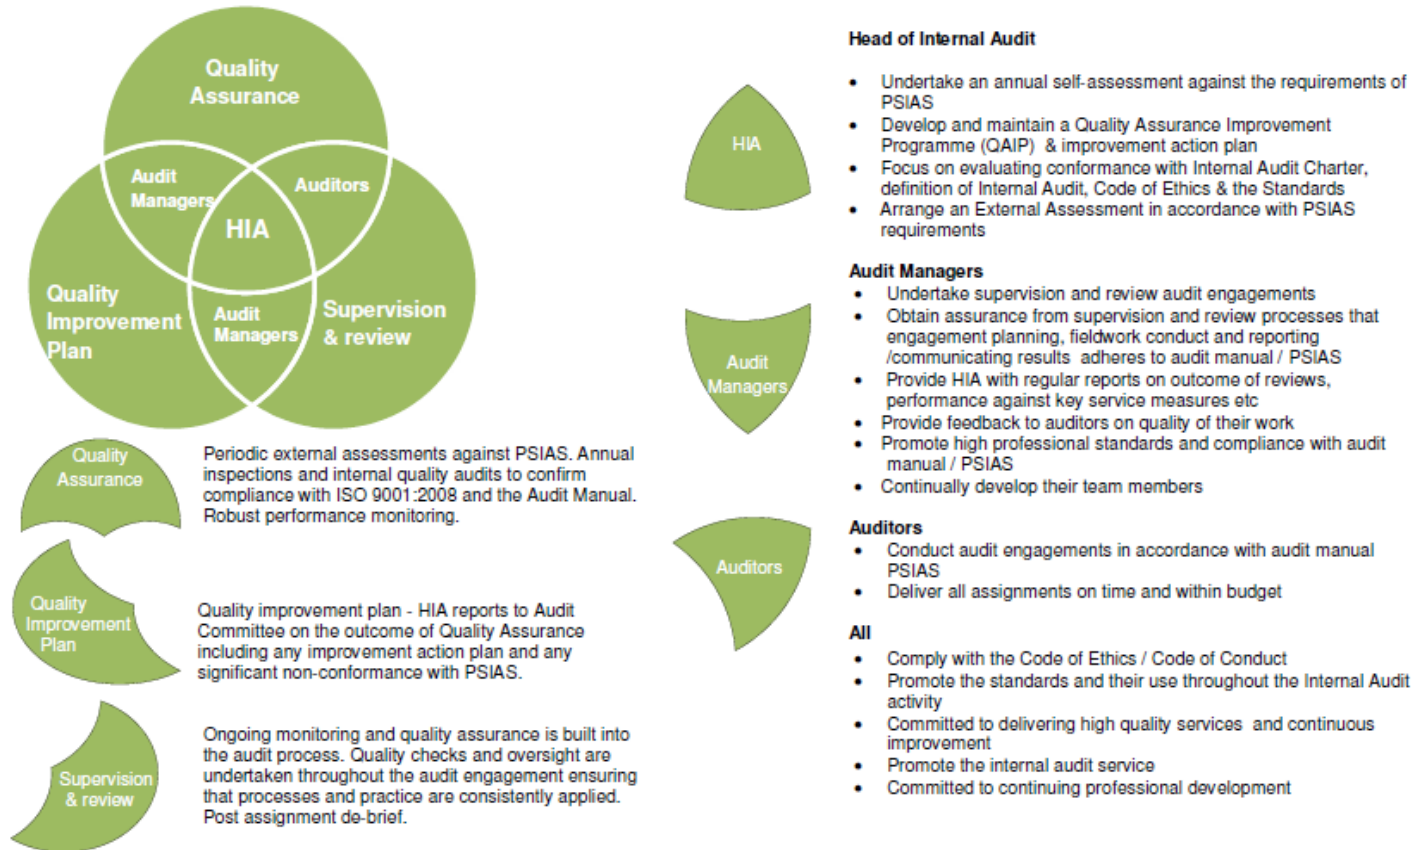 Quality
Assurance
Audit
Managers
Auditors
HIA
Quality
Improvement
Plan
Audit
Managers
Supervision
& review
Quality
Assurance
Periodic external assessments against PSIAS. Annual
inspections and internal quality audits to confirm
compliance with ISO 9001:2008 and the Audit Manual.
Robust performance monitoring.
Quality
Improvement
Plan
Quality improvement plan - HIA reports to Audit
Committee on the outcome of Quality Assurance
including any improvement action plan and any
significant non-conformance with PSIAS.
Supervision
& review
Ongoing monitoring and quality assurance is built into
the audit process. Quality checks and oversight are
undertaken throughout the audit engagement ensuring
that processes and practice are consistently applied.
Post assignment de-brief.
HIA
Head of Internal Audit
• Undertake an annual self-assessment against the requirements of
PSIAS
• Develop and maintain a Quality Assurance Improvement
Programme (QAIP) & improvement action plan
• Focus on evaluating conformance with Internal Audit Charter,
definition of Internal Audit, Code of Ethics & the Standards
• Arrange an External Assessment in accordance with PSIAS
requirements
Audit
Managers
Audit Managers
• Undertake supervision and review audit engagements
• Obtain assurance from supervision and review processes that
engagement planning, fieldwork conduct and reporting
/communicating results adheres to audit manual / PSIAS
• Provide HIA with regular reports on outcome of reviews,
performance against key service measures etc
• Provide feedback to auditors on quality of their work
• Promote high professional standards and compliance with audit
manual / PSIAS
• Continually develop their team members
Auditors
Auditors
• Conduct audit engagements in accordance with audit manual
PSIAS
• Deliver all assignments on time and within budget
All
• Comply with the Code of Ethics / Code of Conduct
• Promote the standards and their use throughout the Internal Audit
activity
• Committed to delivering high quality services and continuous
improvement
• Promote the internal audit service
• Committed to continuing professional development